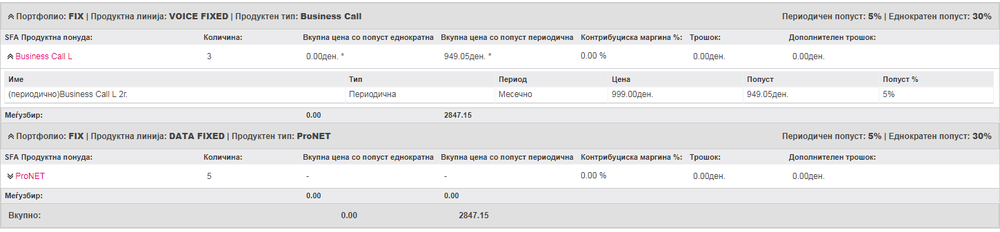 Портфолио: FIX | Продуктна линија: VOICE FIXED | Продуктен тип: Business Call Периодичен попуст: 5% | Еднократен попуст: 30%
SFA Продуктна понуда: Количина: Вкупна цена со попуст еднократна Вкупна цена со попуст периодична Контрибуциска маргина %: Трошок: Дополнителен трошок:
Business Call L 3 0.00ден. * 949.05ден. * 0.00 % 0.00ден. 0.00ден.
Име Тип Период Цена Попуст Попуст %
(периодично)Business Call L 2г. Периодична Месечно 999.00ден. 949.05ден. 5%
Меѓузбир: 0.00 2847.15
Портфолио: FIX | Продуктна линија: DATA FIXED | Продуктен тип: ProNET Периодичен попуст: 5% | Еднократен попуст: 30%
SFA Продуктна понуда: Количина: Вкупна цена со попуст еднократна Вкупна цена со попуст периодична Контрибуциска маргина %: Трошок: Дополнителен трошок:
ProNET 5 - - 0.00 % 0.00ден. 0.00ден.
Меѓузбир: 0.00 0.00
Вкупно: 0.00 2847.15